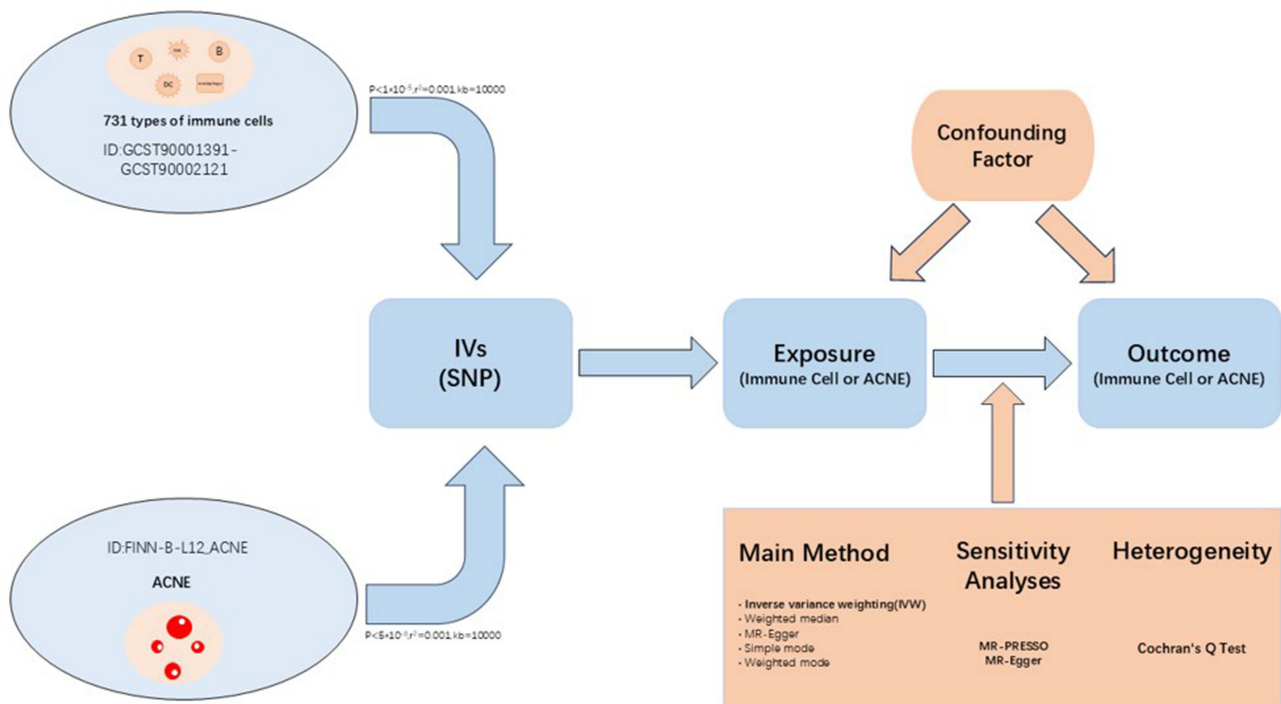 T
B
DC
731 types of immune cells
ID:GCST90001391-
GCST90002121
P<1×10⁻⁵,r²=0.001,kb=10000
IVs
(SNP)
ID:FINN-B-L12_ACNE
ACNE
r²=0.001,kb=10000
Confounding
Factor
Exposure
(Immune Cell or ACNE)
Outcome
(Immune Cell or ACNE)
Main Method
· Inverse variance weighting(IVW)
· Weighted median
· MR-Egger
· Simple mode
· Weighted mode
Sensitivity
Analyses
MR-PRESSO
MR-Egger
Heterogeneity
Cochran's Q Test